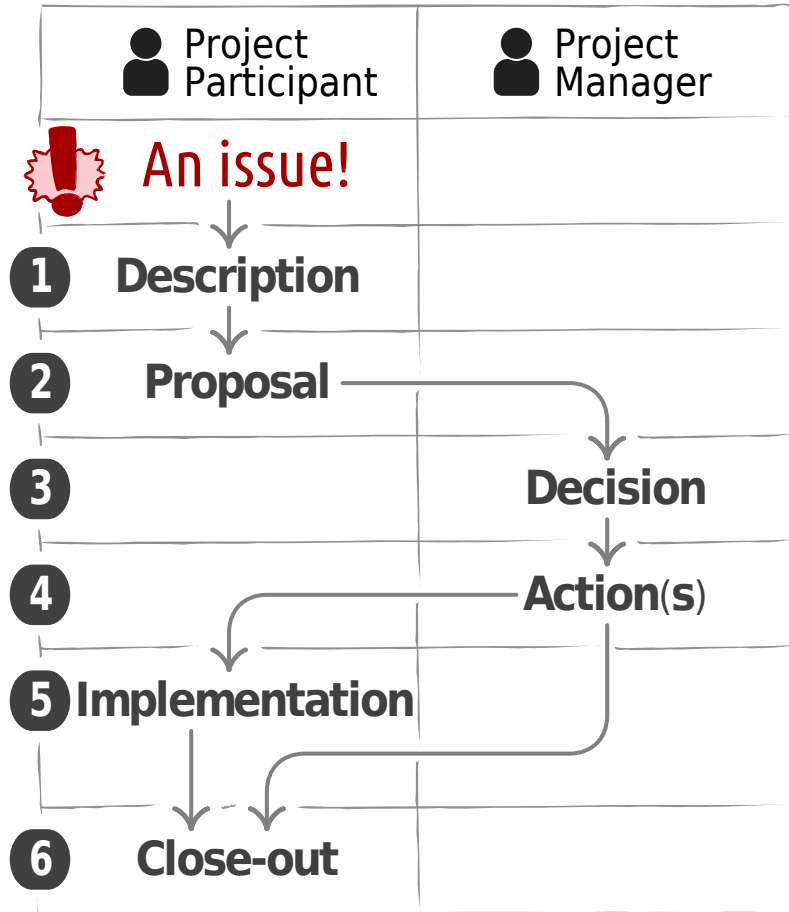 Project
Participant
Project
Manager
An issue!
1 Description
2 Proposal
3 Decision
4 Action(s)
5 Implementation
6 Close-out